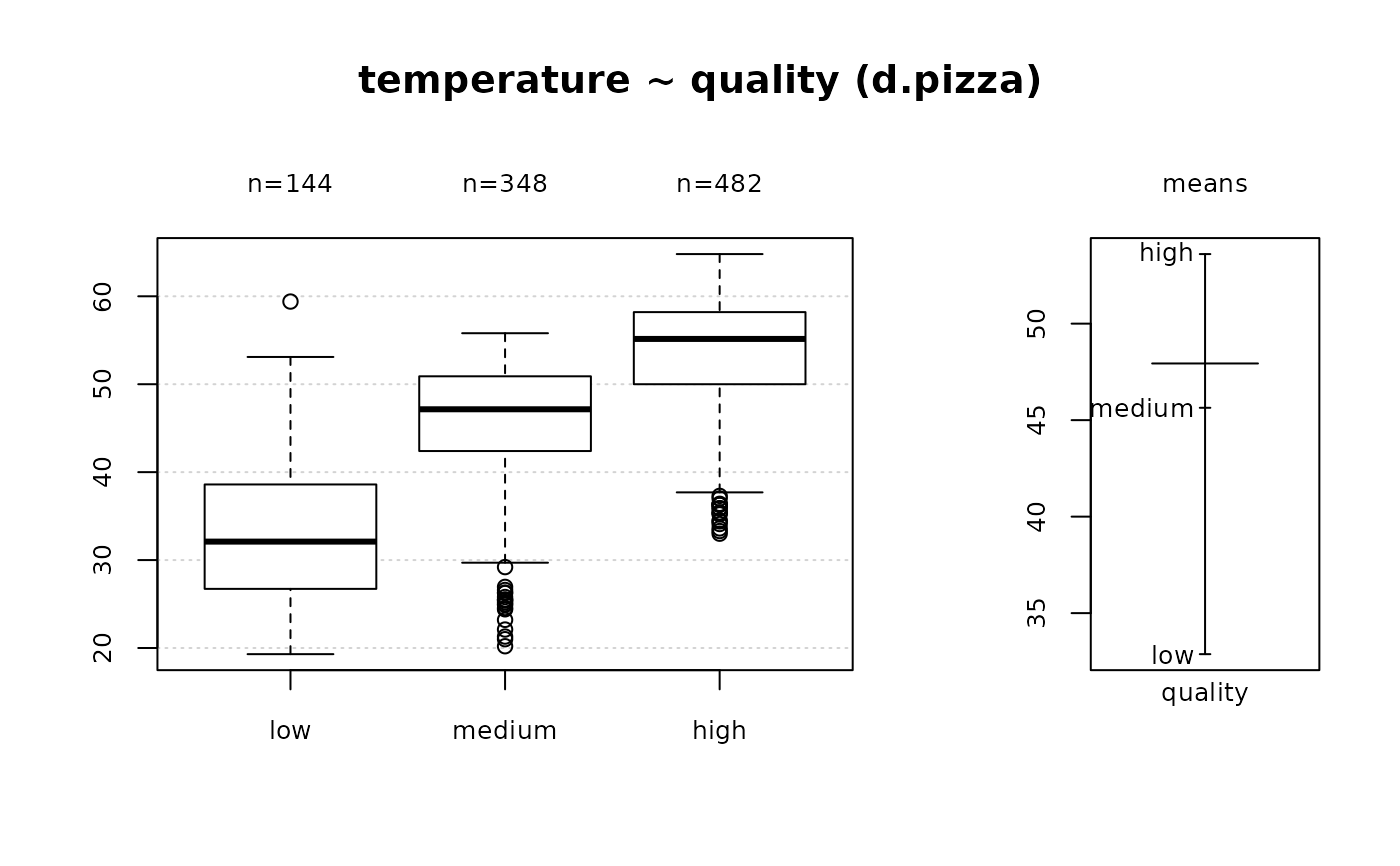 temperature ~ quality (d.pizza)
n=144 n=348 n=482
means
60
50
40
30
20
low medium high
high
50
medium
45
40
35
low
quality